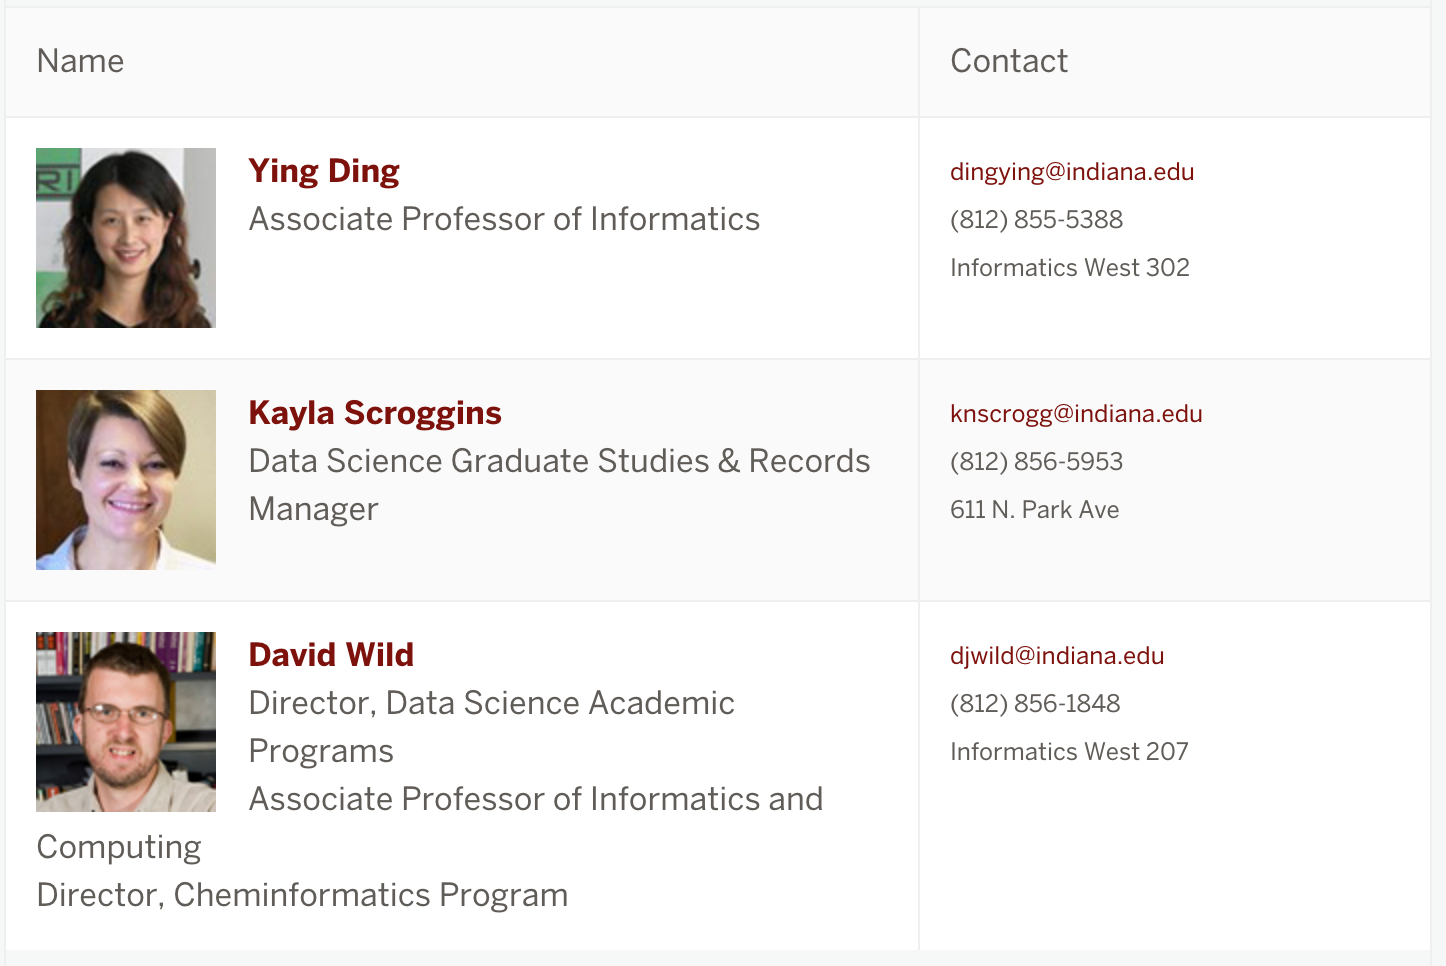 Name
Contact
Ying Ding
Associate Professor of Informatics
dingying@indiana.edu
(812) 855-5388
Informatics West 302
Kayla Scroggins
Data Science Graduate Studies & Records
Manager
knscrogg@indiana.edu
(812) 856-5953
611 N. Park Ave
David Wild
Director, Data Science Academic
Programs
Associate Professor of Informatics and
Computing
Director, Cheminformatics Program
djwild@indiana.edu
(812) 856-1848
Informatics West 207
RI